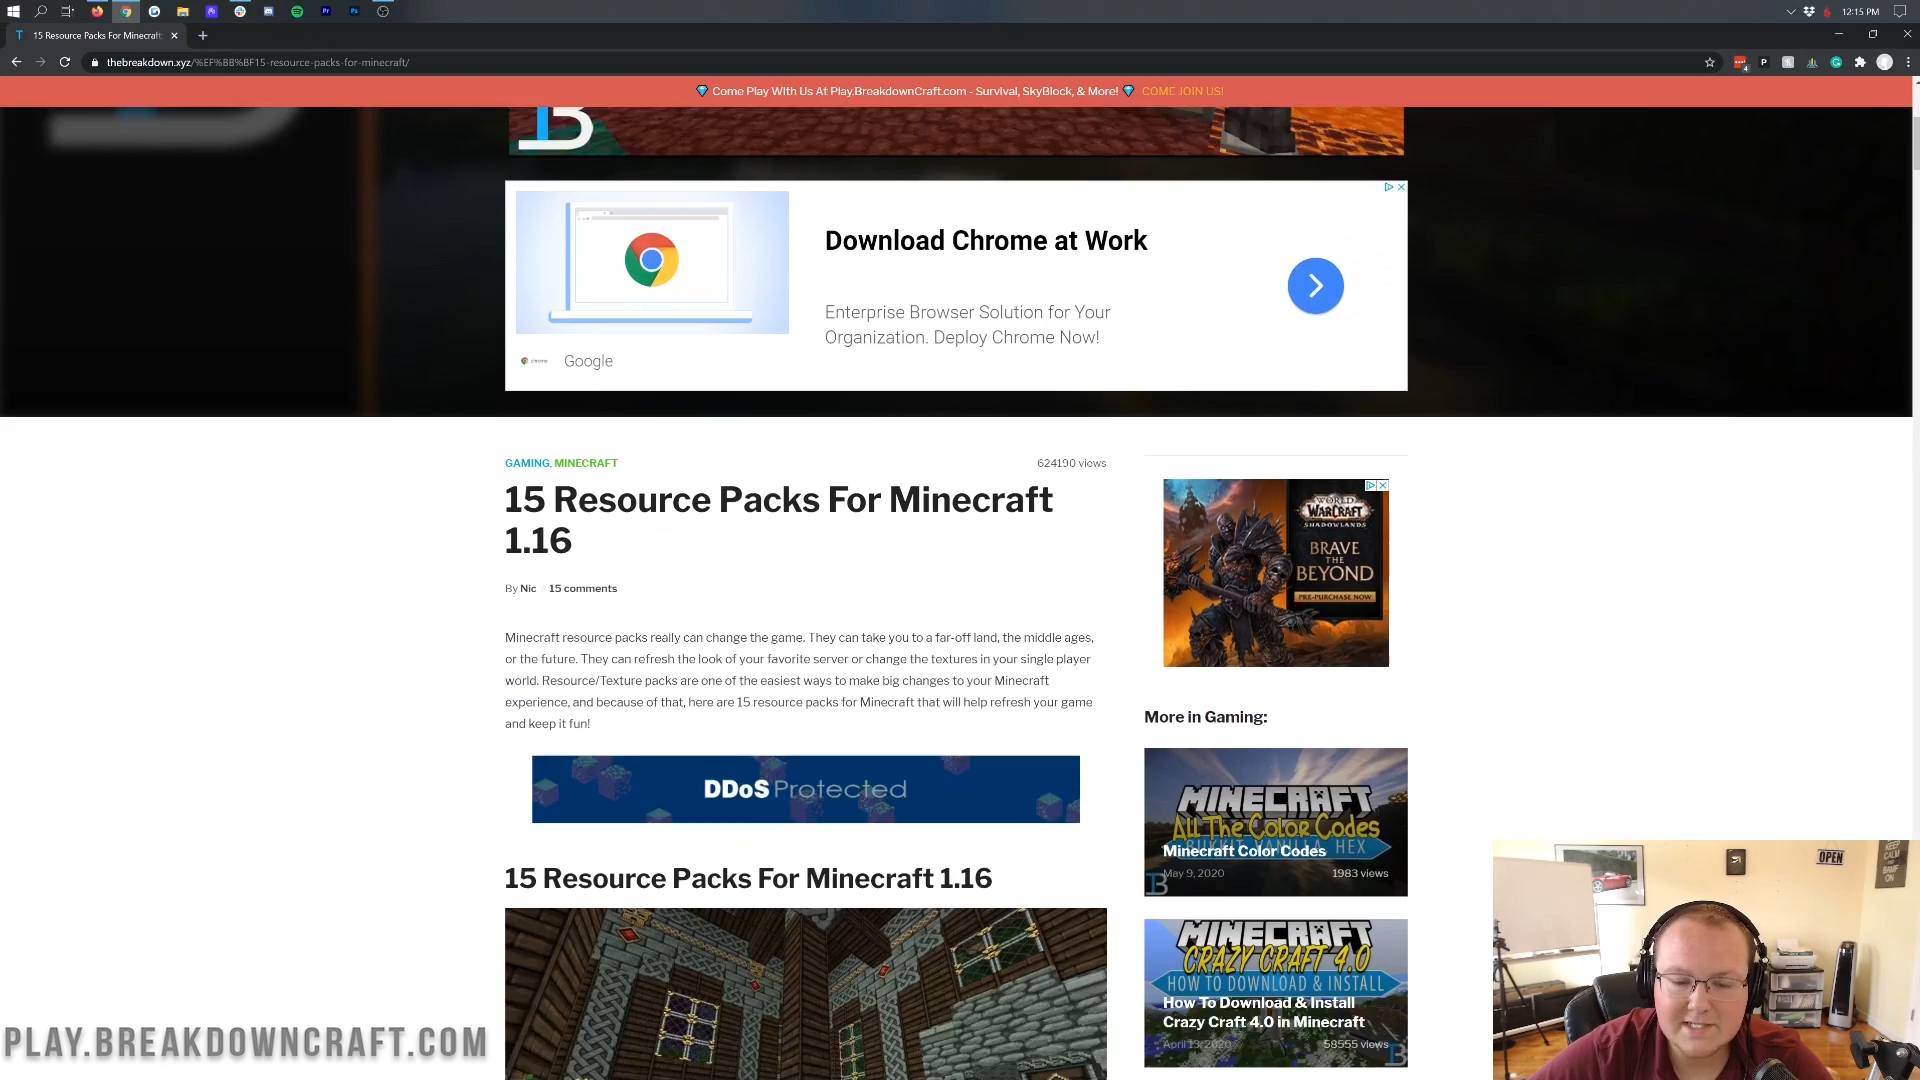 12:15 PM
15 Resource Packs For Minecraft
thebreakdown.xyz/%EF%BB%BF15-resource-packs-for-minecraft/
Come Play With Us At Play.BreakdownCraft.com - Survival, SkyBlock, & More! COME JOIN US!
Download Chrome at Work
Enterprise Browser Solution for Your
Organization. Deploy Chrome Now!
chrome Google
GAMING, MINECRAFT
624190 views
15 Resource Packs For Minecraft
1.16
By Nic / 15 comments
Minecraft resource packs really can change the game. They can take you to a far-off land, the middle ages,
or the future. They can refresh the look of your favorite server or change the textures in your single player
world. Resource/Texture packs are one of the easiest ways to make big changes to your Minecraft
experience, and because of that, here are 15 resource packs for Minecraft that will help refresh your game
and keep it fun!
DDoS Protected
15 Resource Packs For Minecraft 1.16
WORLD
WARCRAFT
SHADOWLANDS
BRAVE
THE
BEYOND
PRE-PURCHASE NOW
More in Gaming:
MINECRAFT
ALL THE COLOR CODES
BUKKIT VANILLA HEX
Minecraft Color Codes
May 9, 2020
1983 views
MINECRAFT
CRAZY CRAFT 4.0
HOW TO DOWNLOAD & INSTALL
How To Download & Install
Crazy Craft 4.0 in Minecraft
April 13, 2020
58555 views
OPEN
KEEP
CALM
AND
BAMF
ON
PLAY.BREAKDOWNCRAFT.COM